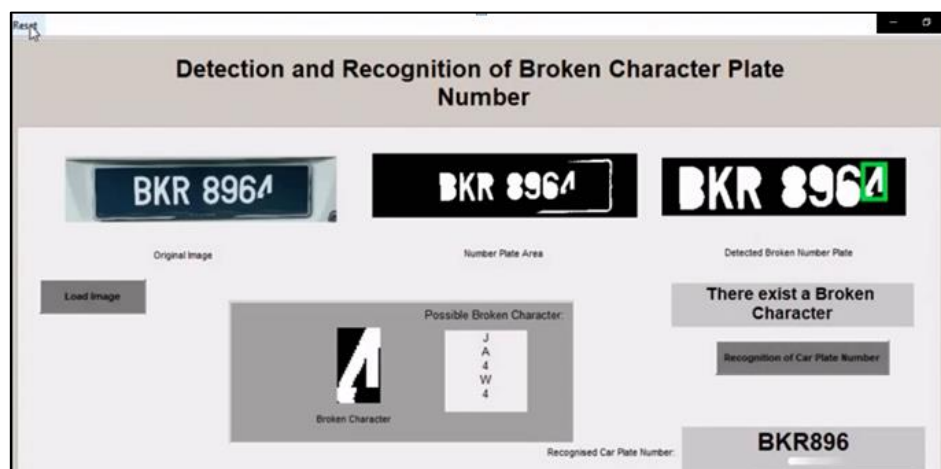 Reset
Detection and Recognition of Broken Character Plate
Number
BKR 8964
BKR 896
BKR 896
Original Image
Number Plate Area
Detected Broken Number Plate
Load Image
There exist a Broken
Character
Possible Broken Character:
J
A
4
W
4
Recognition of Car Plate Number
Broken Character
Recognised Car Plate Number:
BKR896